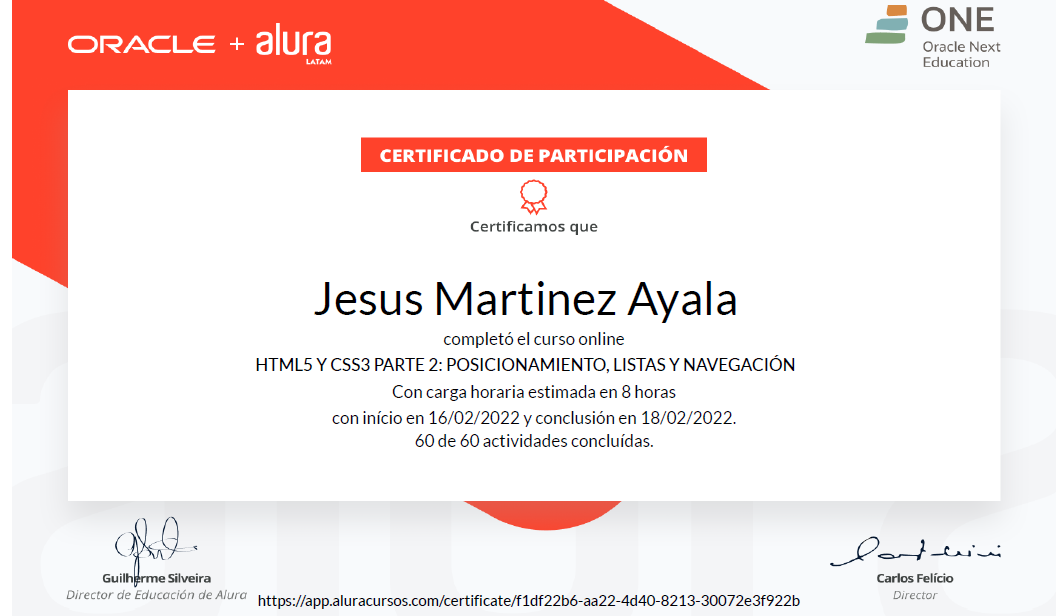 ORACLE + alura
LATAM
ONE
Oracle Next
Education
CERTIFICADO DE PARTICIPACIÓN
Certificamos que
Jesus Martinez Ayala
completó el curso online
HTML5 Y CSS3 PARTE 2: POSICIONAMIENTO, LISTAS Y NAVEGACIÓN
Con carga horaria estimada en 8 horas
con início en 16/02/2022 y conclusión en 18/02/2022.
60 de 60 actividades concluídas.
Guilherme Silveira
Director de Educación de Alura
Carlos Felício
Director
https://app.aluracursos.com/certificate/f1df22b6-aa22-4d40-8213-30072e3f922b